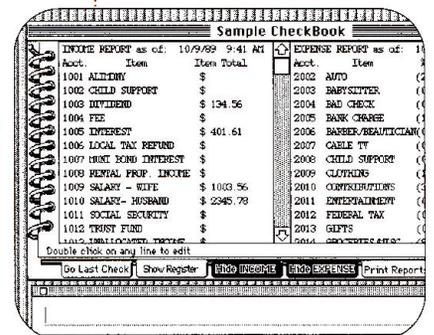 Sample CheckBook
INCOME REPORT as of: 10/9/89 9:41 AM
Acct. Item Item Total
1001 ALIMONY $
1002 CHILD SUPPORT $
1003 DIVIDEND $ 134.56
1004 FEE $
1005 INTEREST $ 401.61
1006 LOCAL TAX REFUND $
1007 MUNI BOND INTEREST $
1008 RENTAL PROP. INCOME $
1009 SALARY - WIFE $ 1003.56
1010 SALARY- HUSBAND $ 2345.78
1011 SOCIAL SECURITY $
1012 TRUST FUND $
EXPENSE REPORT as of: 1
Acct. Item
2002 AUTO (2
2003 BABYSITTER (
2004 BAD CHECK (
2005 BANK CHARGE (
2006 BARBER/BEAUTICIAN(
2007 CABLE TV (
2008 CHILD SUPPORT (
2009 CLOTHING (
2010 CONTRIBUTIONS (
2011 ENTERTAINMENT (
2012 FEDERAL TAX (
2013 GIFTS (
Double click on any line to edit
Go Last Check Show Register Hide INCOME Hide EXPENSE Print Report